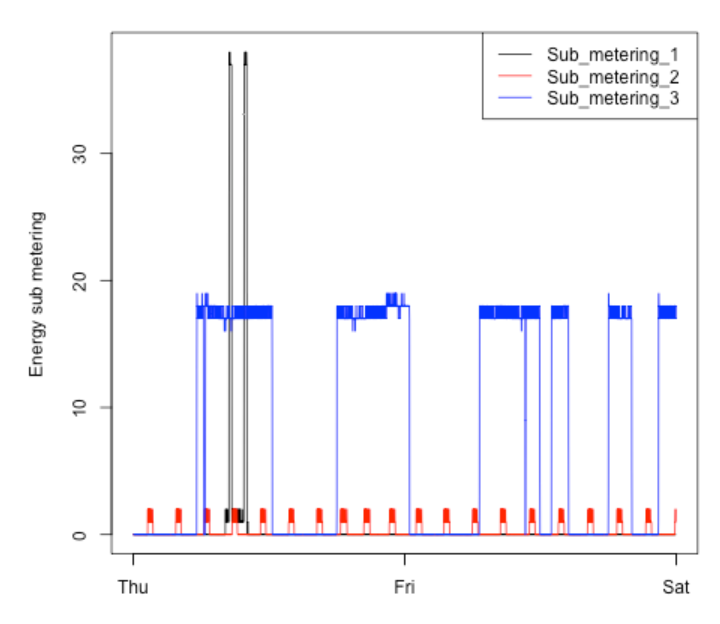 Sub_metering_1
Sub_metering_2
Sub_metering_3
30
20
10
0
Energy sub metering
Thu Fri Sat